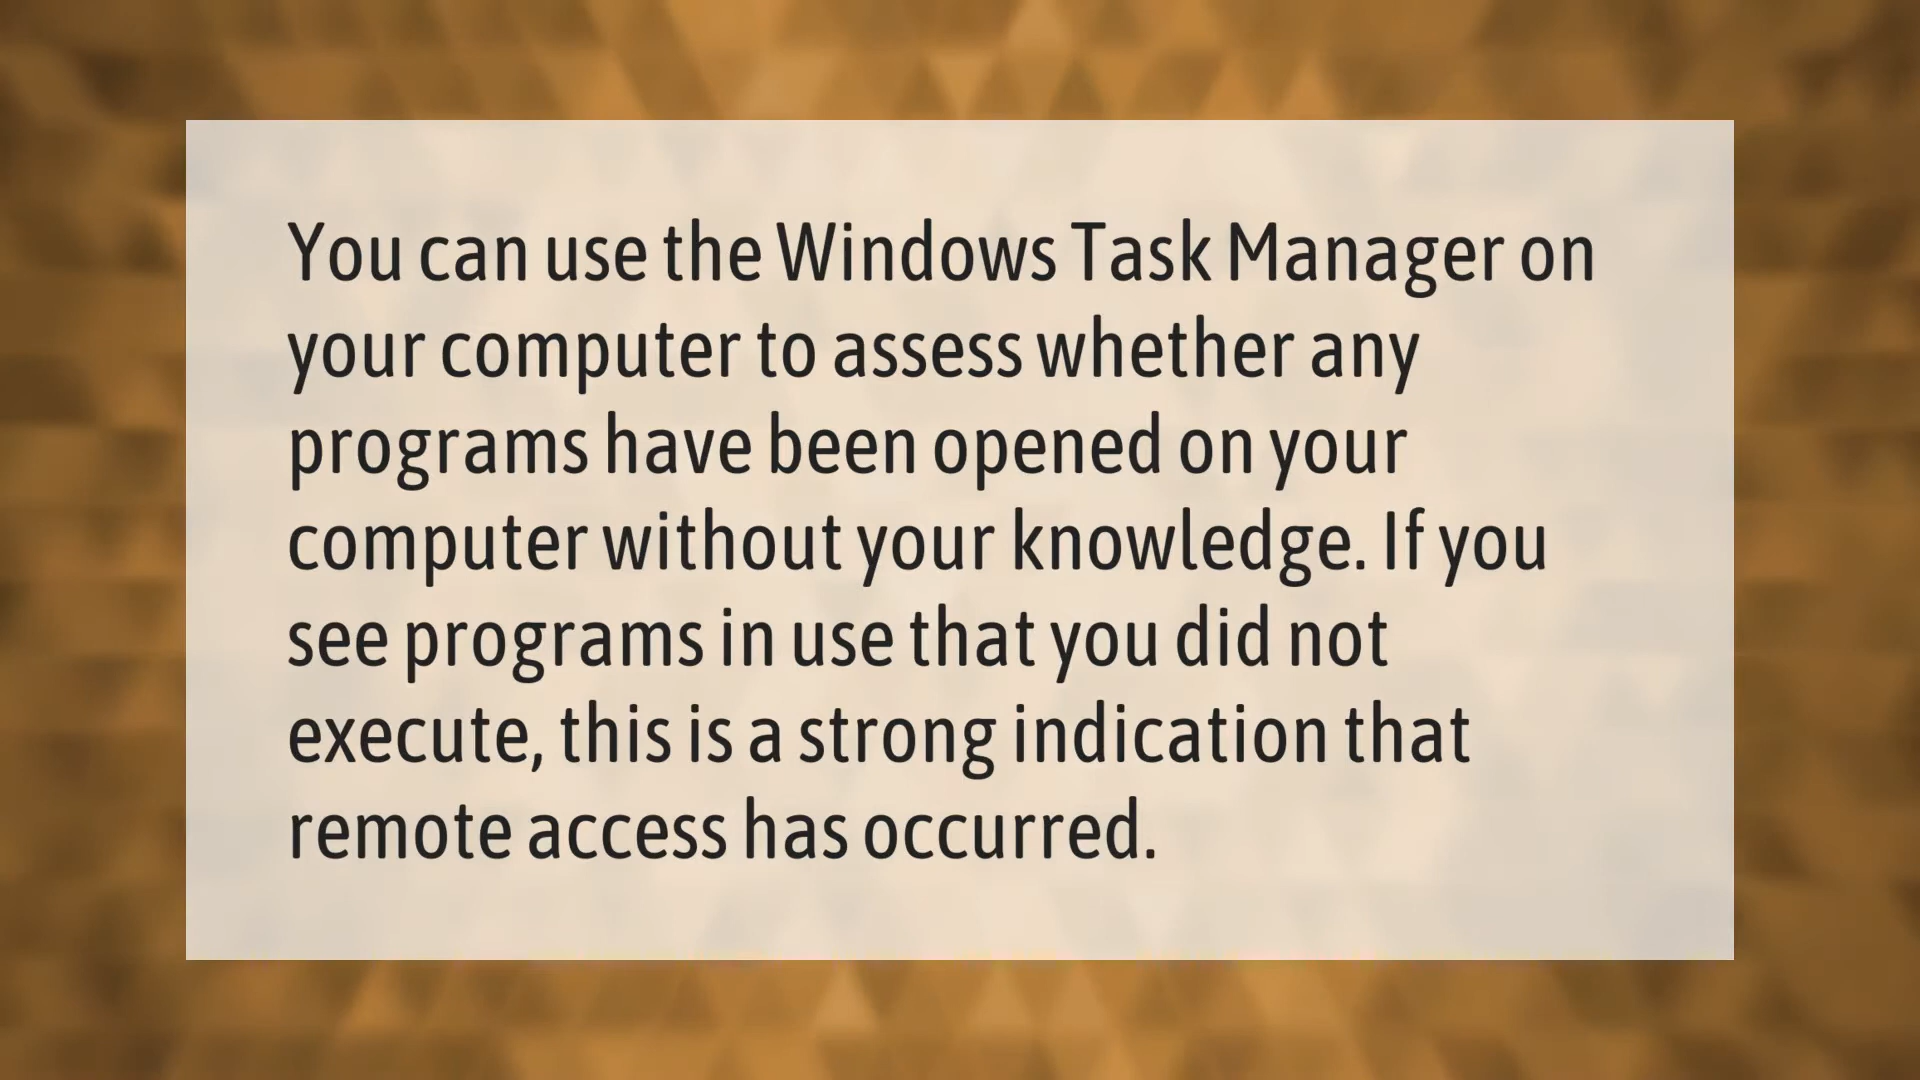 You can use the Windows Task Manager on
your computer to assess whether any
programs have been opened on your
computer without your knowledge. If you
see programs in use that you did not
execute, this is a strong indication that
remote access has occurred.